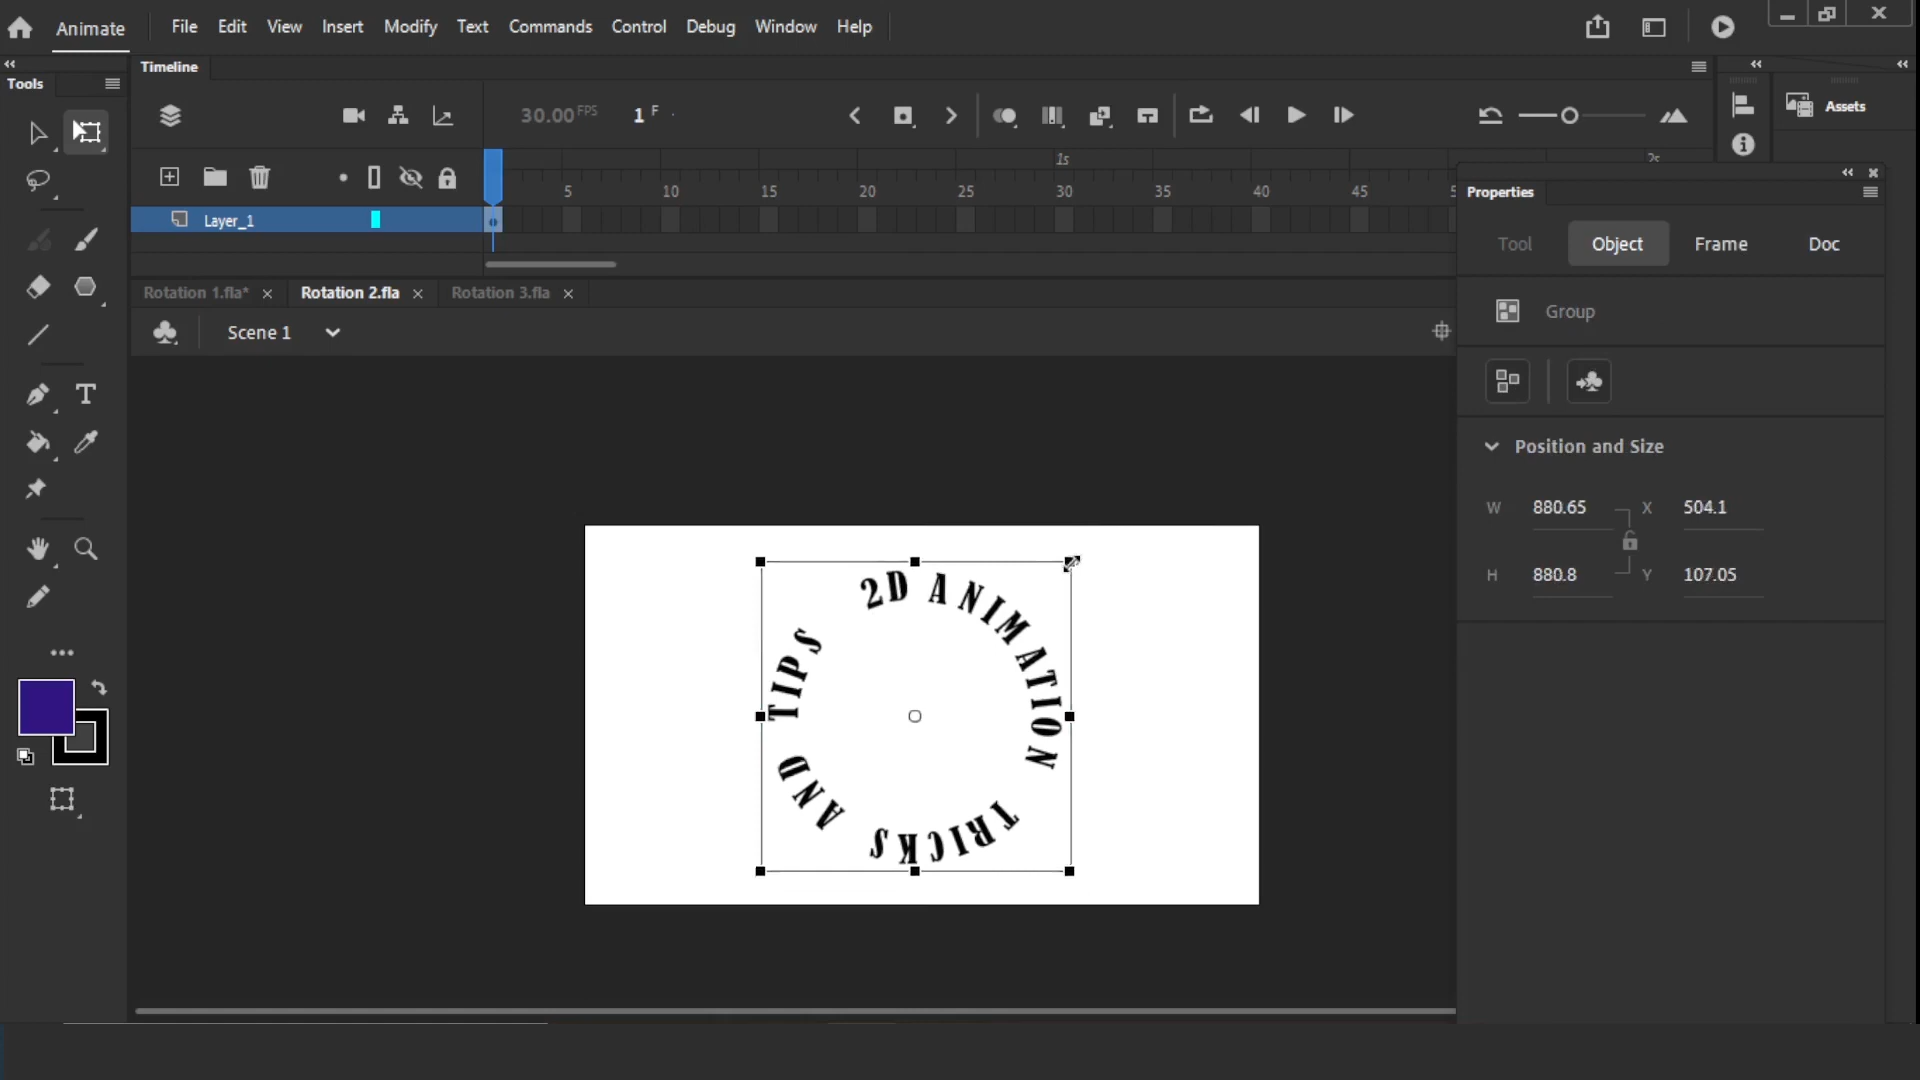 Animate File Edit View Insert Modify Text Commands Control Debug Window Help
Tools
Timeline
30.00 FPS 1 F
Assets
1s 2s
5 10 15 20 25 30 35 40 45 5
Layer_1
Properties
Tool Object Frame Doc
Rotation 1.fla* Rotation 2.fla Rotation 3.fla
Scene 1
Group
Position and Size
W 880.65 X 504.1
H 880.8 Y 107.05
2D ANIMATION TRICKS AND TIPS